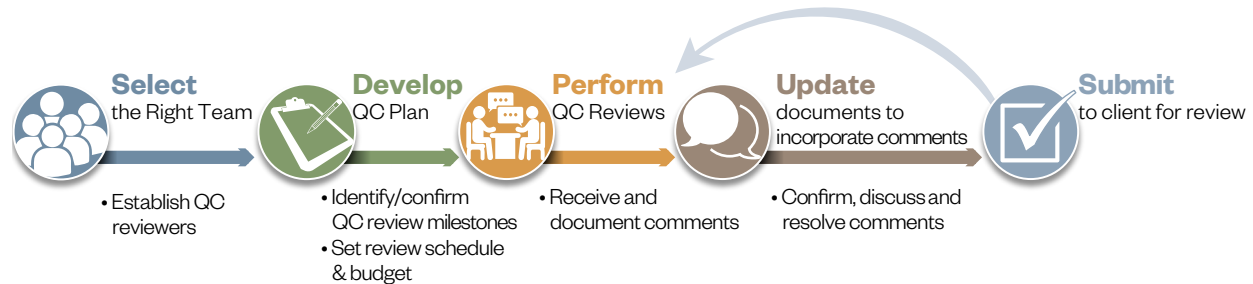 Select
the Right Team
• Establish QC
reviewers
Develop
QC Plan
• Identify/confirm
QC review milestones
• Set review schedule
& budget
Perform
QC Reviews
• Receive and
document comments
Update
documents to
incorporate comments
• Confirm, discuss and
resolve comments
Submit
to client for review